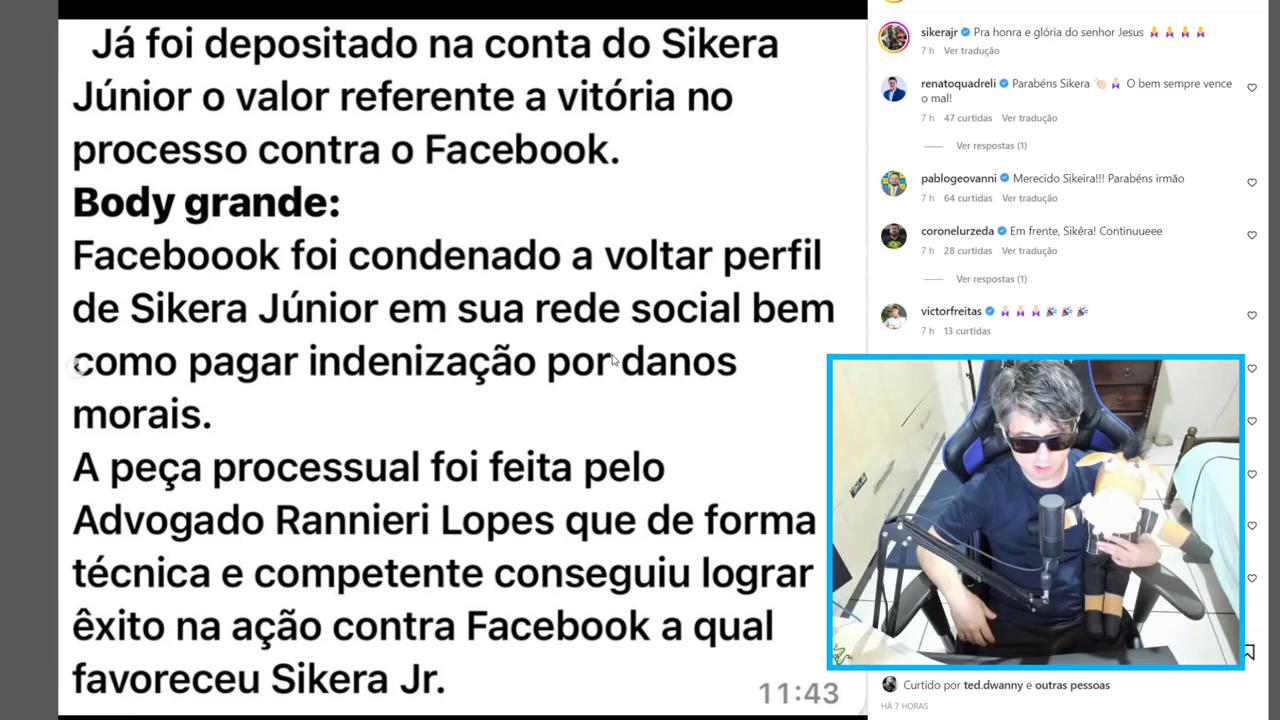 Já foi depositado na conta do Sikera
Júnior o valor referente a vitória no
processo contra o Facebook.
Body grande:
Faceboook foi condenado a voltar perfil
de Sikera Júnior em sua rede social bem
como pagar indenização por danos
morais.
A peça processual foi feita pelo
Advogado Rannieri Lopes que de forma
técnica e competente conseguiu lograr
êxito na ação contra Facebook a qual
favoreceu Sikera Jr.
11:43
sikerajr Pra honra e glória do senhor Jesus
7 h Ver tradução
renatoquadreli Parabéns Sikera O bem sempre vence
o mal!
7 h 47 curtidas Ver tradução
Ver respostas (1)
pablogeovanni Merecido Sikeira!!! Parabéns irmão
7 h 64 curtidas Ver tradução
coronelurzeda Em frente, Sikêra! Continuueee
7 h 28 curtidas Ver tradução
Ver respostas (1)
victorfreitas
7 h 13 curtidas
Curtido por ted.dwanny e outras pessoas
HÁ 7 HORAS